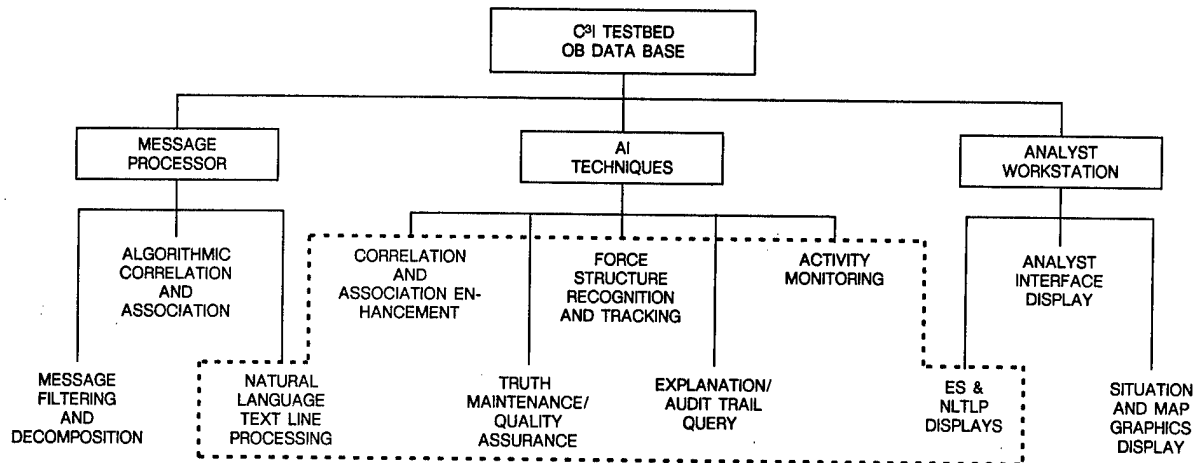 C³I TESTBED
OB DATA BASE
MESSAGE
PROCESSOR
AI
TECHNIQUES
ANALYST
WORKSTATION
ALGORITHMIC
CORRELATION
AND
ASSOCIATION
CORRELATION
AND
ASSOCIATION EN-
HANCEMENT
FORCE
STRUCTURE
RECOGNITION
AND TRACKING
ACTIVITY
MONITORING
ANALYST
INTERFACE
DISPLAY
MESSAGE
FILTERING
AND
DECOMPOSITION
NATURAL
LANGUAGE
TEXT LINE
PROCESSING
TRUTH
MAINTENANCE/
QUALITY
ASSURANCE
EXPLANATION/
AUDIT TRAIL
QUERY
ES &
NLTLP
DISPLAYS
SITUATION
AND MAP
GRAPHICS
DISPLAY